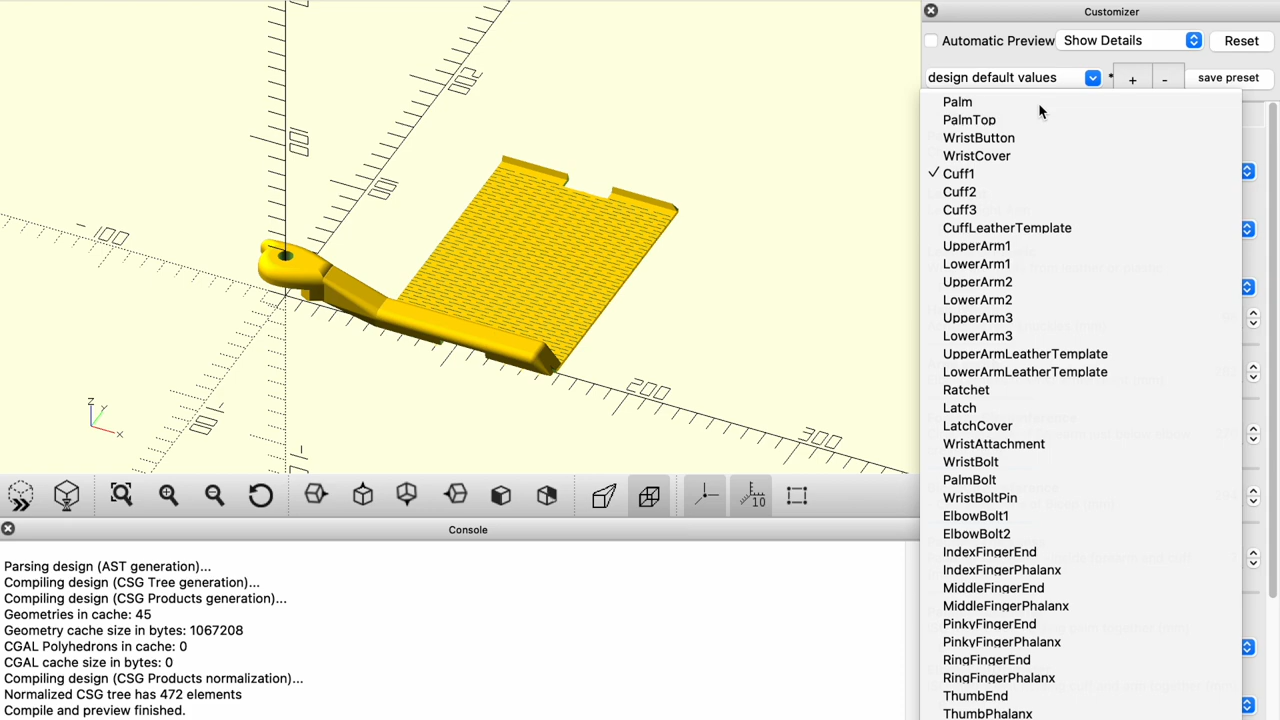 Customizer
Automatic Preview Show Details Reset
design default values * + - save preset
Palm
PalmTop
WristButton
WristCover
✓ Cuff1
Cuff2
Cuff3
CuffLeatherTemplate
UpperArm1
LowerArm1
UpperArm2
LowerArm2
UpperArm3
LowerArm3
UpperArmLeatherTemplate
LowerArmLeatherTemplate
Ratchet
Latch
LatchCover
WristAttachment
WristBolt
PalmBolt
WristBoltPin
ElbowBolt1
ElbowBolt2
IndexFingerEnd
IndexFingerPhalanx
MiddleFingerEnd
MiddleFingerPhalanx
PinkyFingerEnd
PinkyFingerPhalanx
RingFingerEnd
RingFingerPhalanx
ThumbEnd
ThumbPhalanx
100
200
300
z
y
x
10
Console
Parsing design (AST generation)...
Compiling design (CSG Tree generation)...
Compiling design (CSG Products generation)...
Geometries in cache: 45
Geometry cache size in bytes: 1067208
CGAL Polyhedrons in cache: 0
CGAL cache size in bytes: 0
Compiling design (CSG Products normalization)...
Normalized CSG tree has 472 elements
Compile and preview finished.